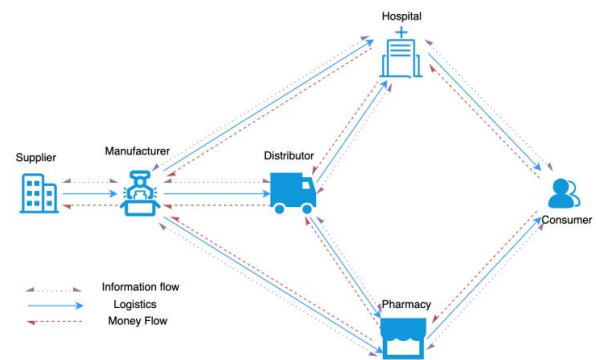 Hospital
Manufacturer
Distributor
Supplier
Consumer
Information flow
Logistics
Money Flow
Pharmacy